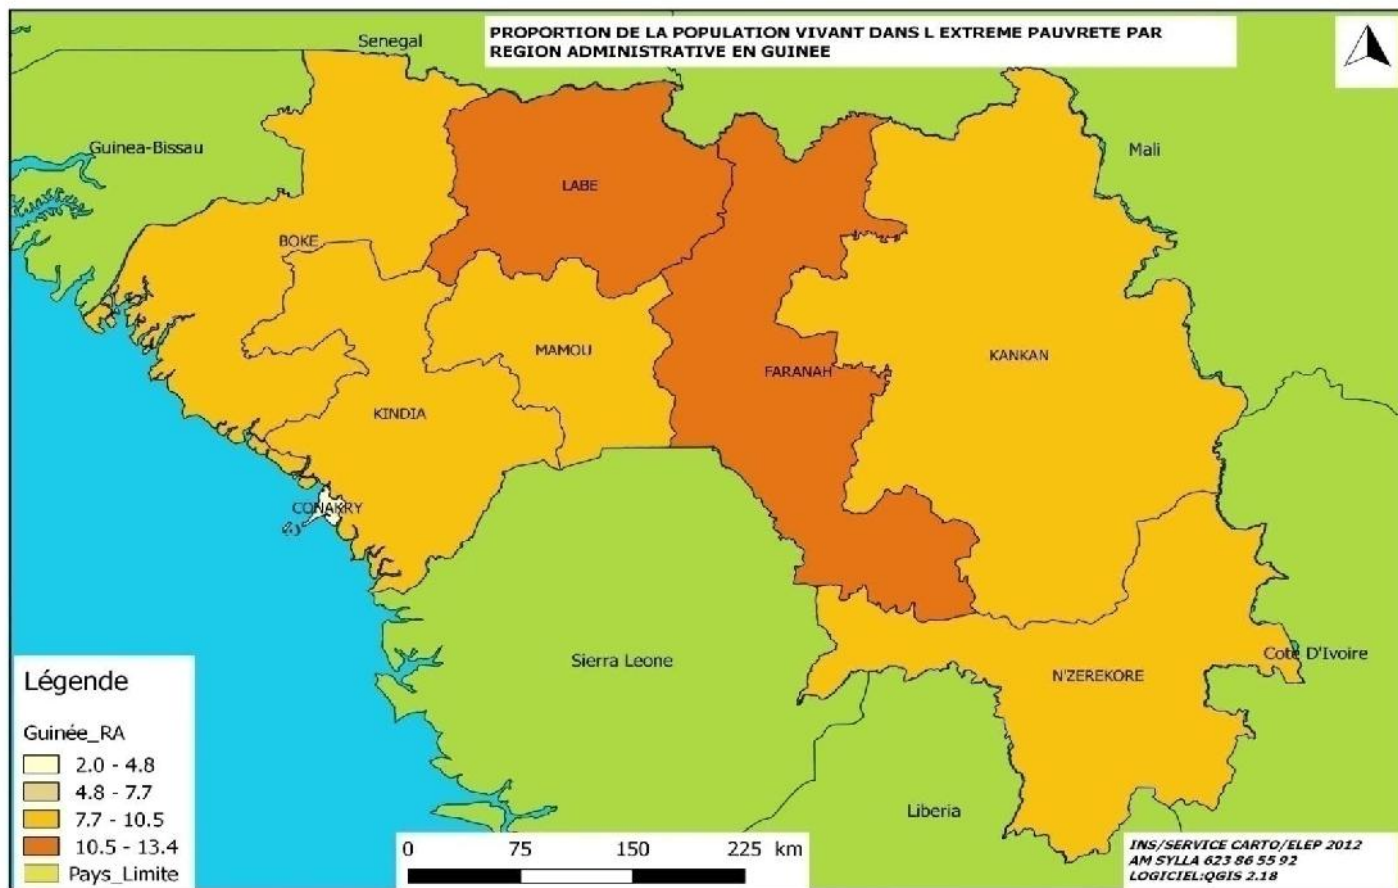 PROPORTION DE LA POPULATION VIVANT DANS L EXTREME PAUVRETE PAR
REGION ADMINISTRATIVE EN GUINEE
Senegal
Guinea-Bissau
Mali
LABE
BOKE
MAMOU
KANKAN
FARANAH
KINDIA
CONAKRY
Sierra Leone
Cote D'Ivoire
N'ZEREKORE
Liberia
Légende
Guinée_RA
2.0 - 4.8
4.8 - 7.7
7.7 - 10.5
10.5 - 13.4
Pays_Limite
0 75 150 225 km
INS/SERVICE CARTO/ELEP 2012
AM SYLLA 623 86 55 92
LOGICIEL:QGIS 2.18